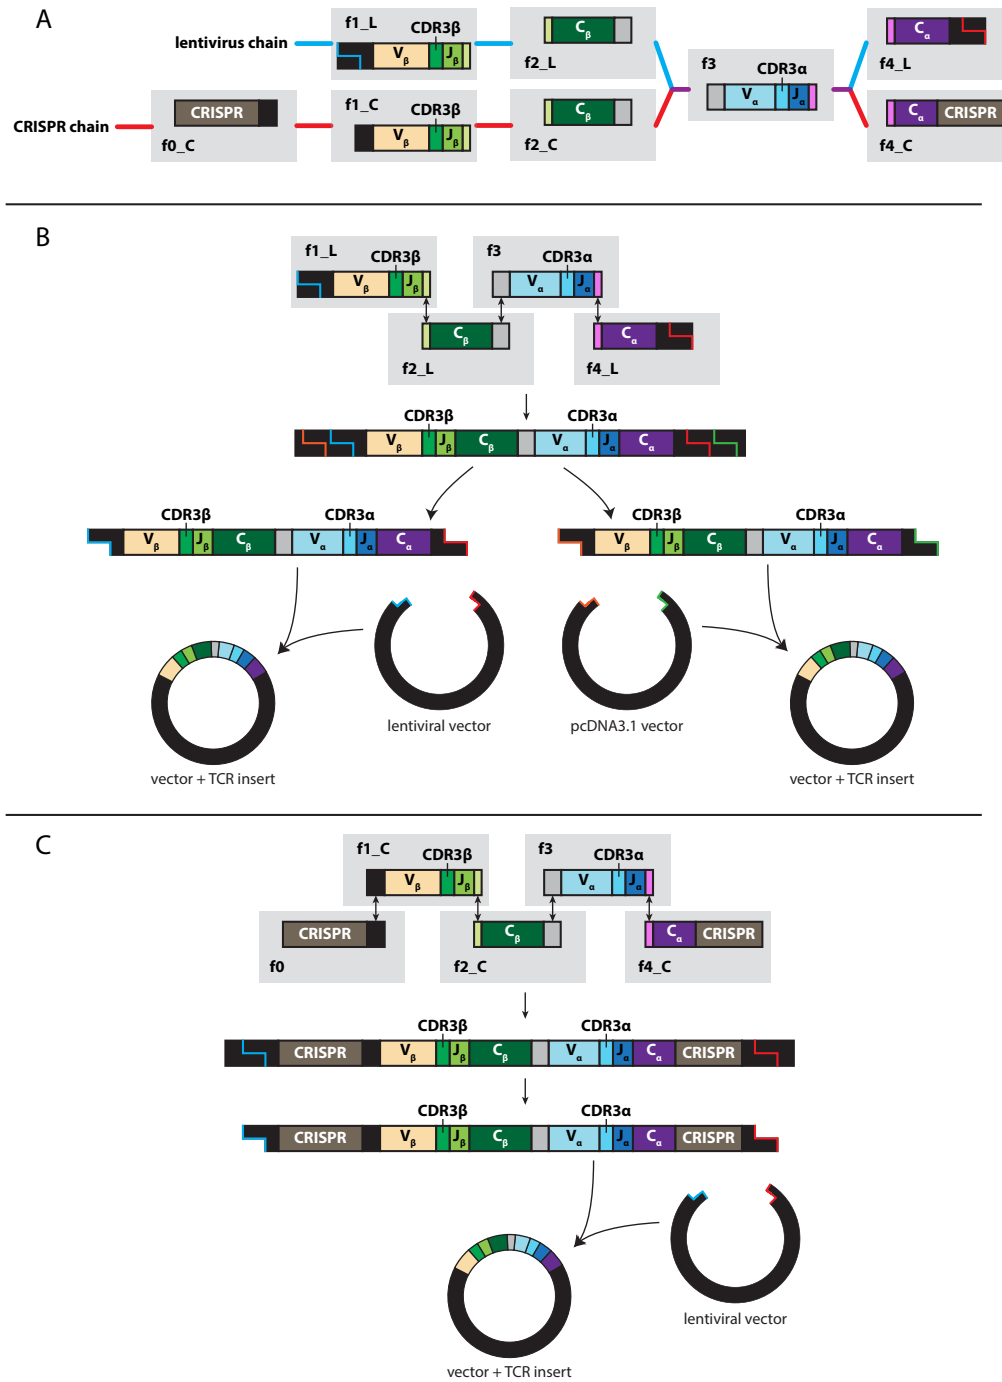 A
f1_L
CDR3β
lentivirus chain
Vβ Jβ
Cβ
f2_L
f3
CDR3α
Vα Jα
Cα
f4_L
CRISPR chain
CRISPR
f0_C
f1_C
CDR3β
Vβ Jβ
Cβ
f2_C
Cα CRISPR
f4_C
B
f1_L
CDR3β
Vβ Jβ
f3
CDR3α
Vα Jα
Cβ
f2_L
Cα
f4_L
CDR3β CDR3α
Vβ Jβ Cβ Vα Jα Cα
CDR3β CDR3α
Vβ Jβ Cβ Vα Jα Cα
CDR3β CDR3α
Vβ Jβ Cβ Vα Jα Cα
lentiviral vector
pcDNA3.1 vector
vector + TCR insert
vector + TCR insert
C
f1_C
CDR3β
Vβ Jβ
f3
CDR3α
Vα Jα
CRISPR
f0
Cβ
f2_C
Cα CRISPR
f4_C
CDR3β CDR3α
CRISPR Vβ Jβ Cβ Vα Jα Cα CRISPR
CDR3β CDR3α
CRISPR Vβ Jβ Cβ Vα Jα Cα CRISPR
lentiviral vector
vector + TCR insert